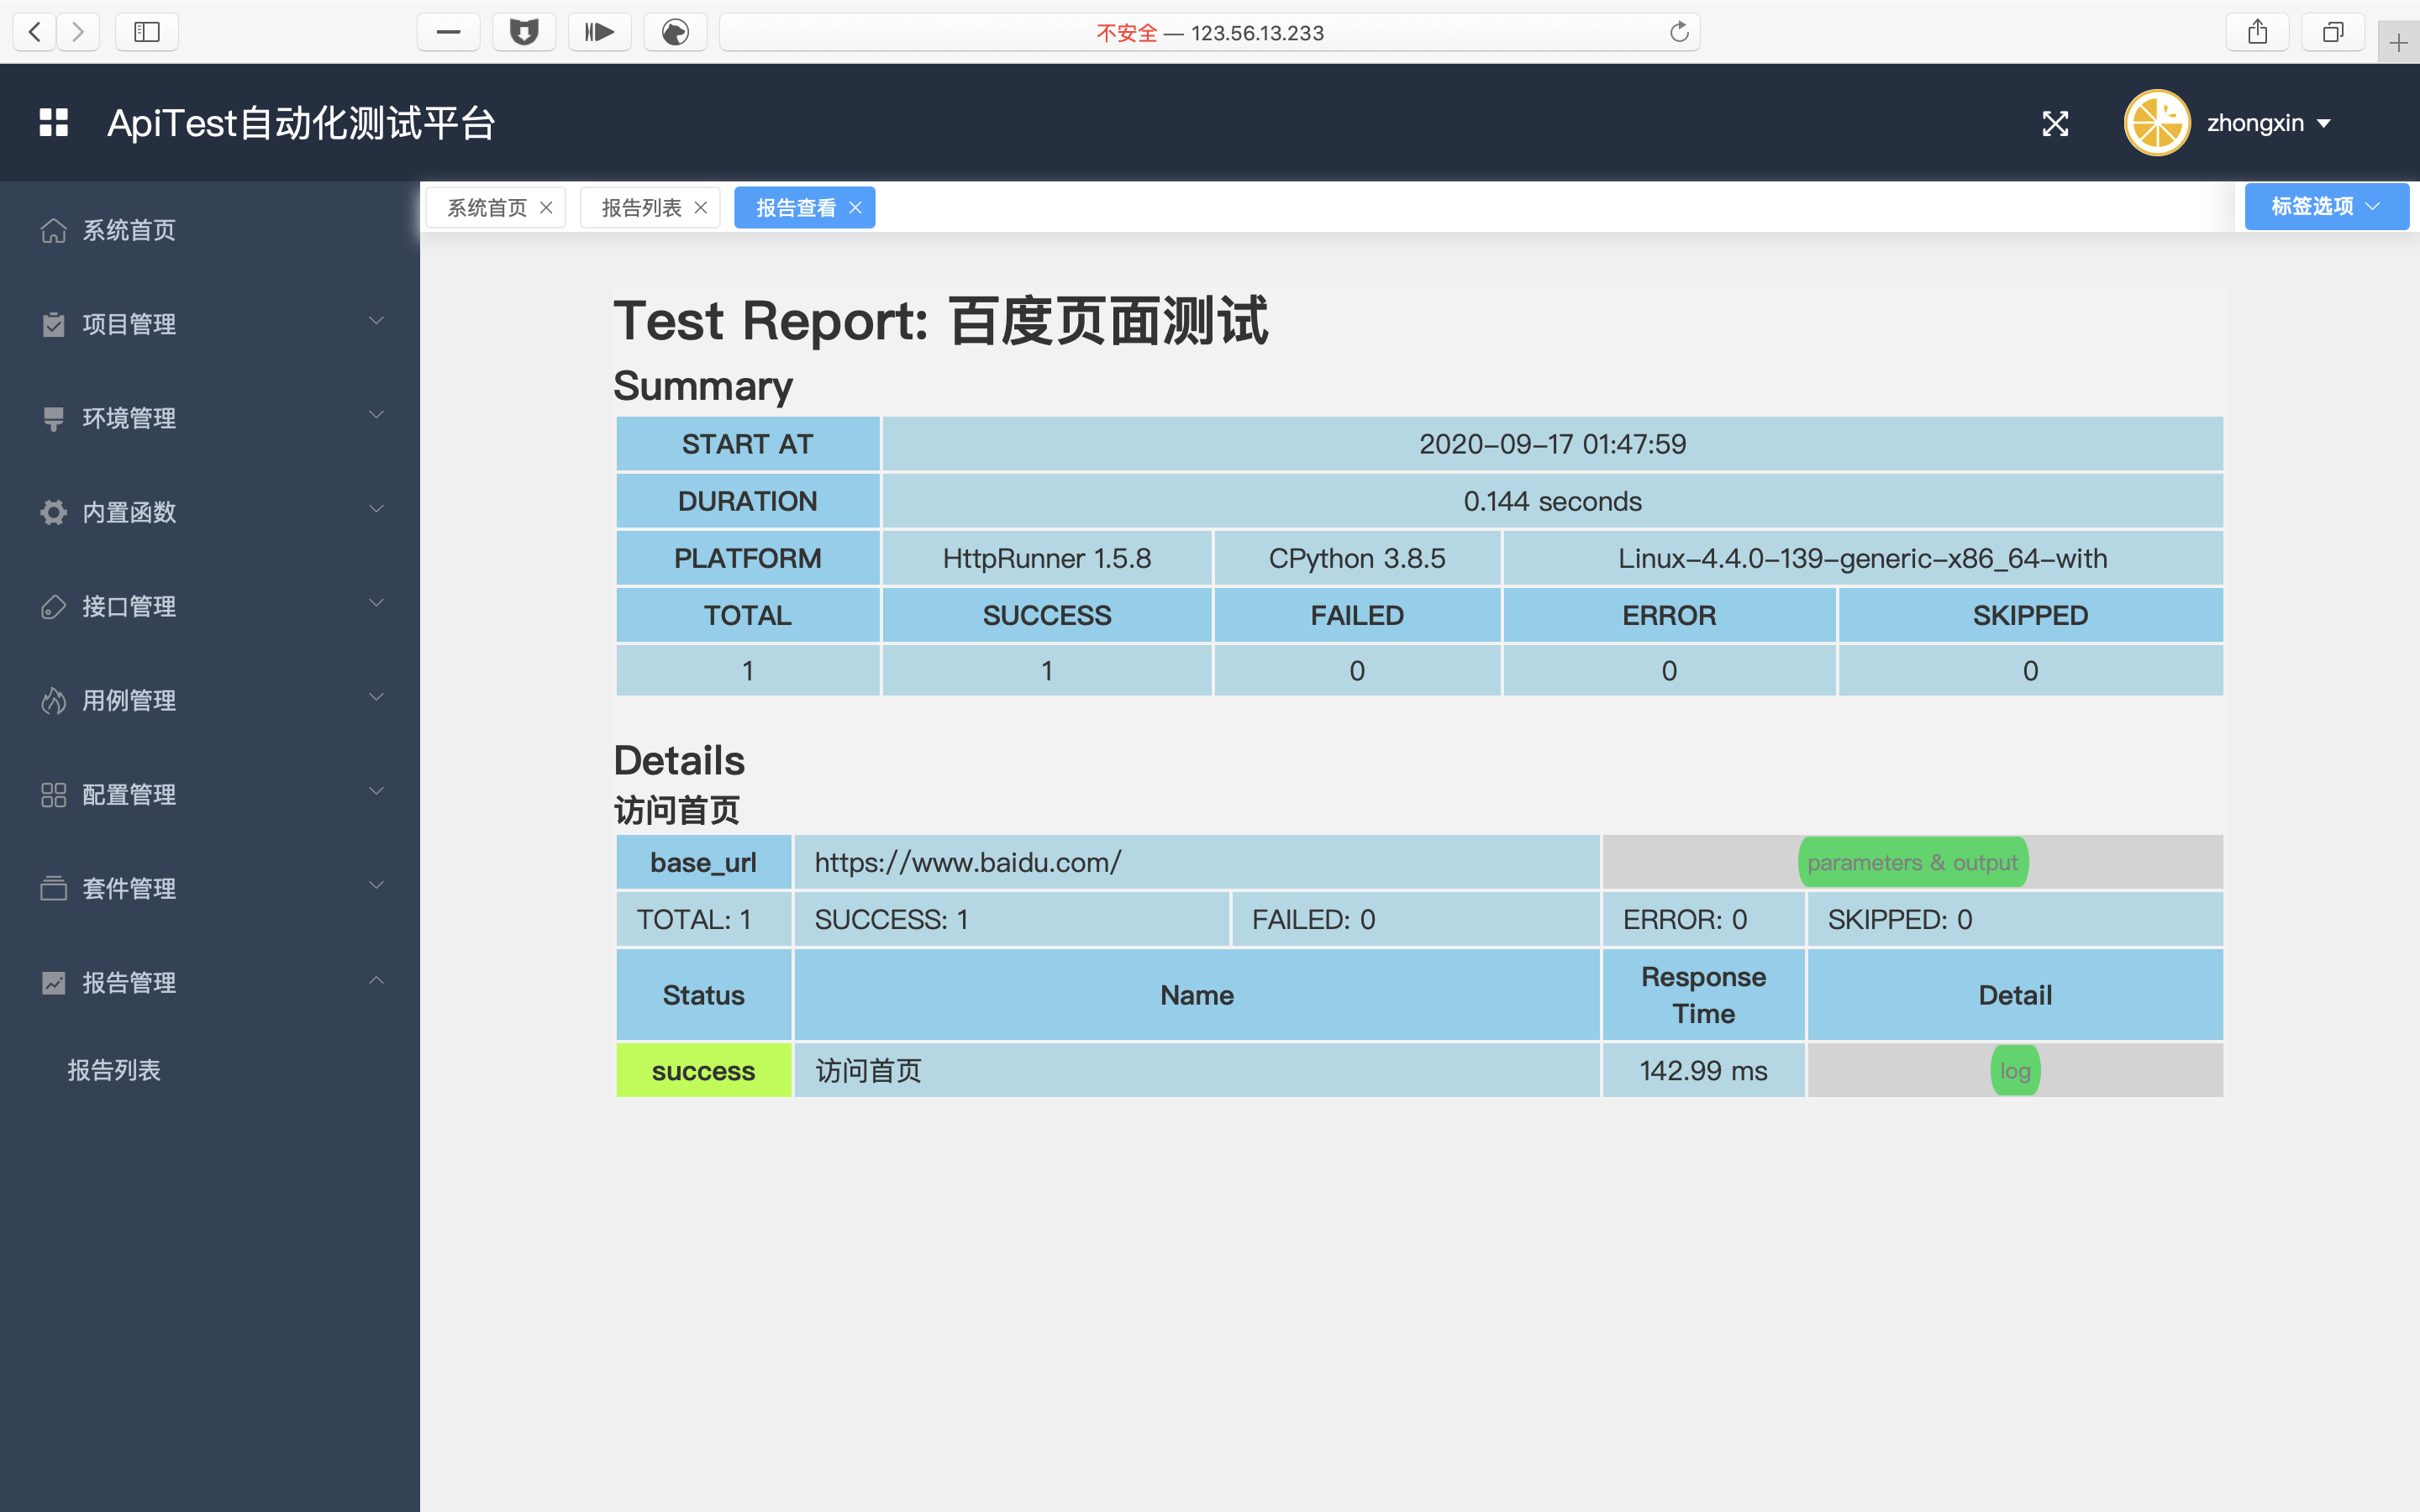 不安全 — 123.56.13.233
ApiTest自动化测试平台
zhongxin
系统首页
项目管理
环境管理
内置函数
接口管理
用例管理
配置管理
套件管理
报告管理
报告列表
系统首页 报告列表 报告查看 标签选项
Test Report: 百度页面测试
Summary
START AT 2020-09-17 01:47:59
DURATION 0.144 seconds
PLATFORM HttpRunner 1.5.8 CPython 3.8.5 Linux-4.4.0-139-generic-x86_64-with
TOTAL SUCCESS FAILED ERROR SKIPPED
1 1 0 0 0
Details
访问首页
base_url https://www.baidu.com/ parameters & output
TOTAL: 1 SUCCESS: 1 FAILED: 0 ERROR: 0 SKIPPED: 0
Status Name Response Time Detail
success 访问首页 142.99 ms log